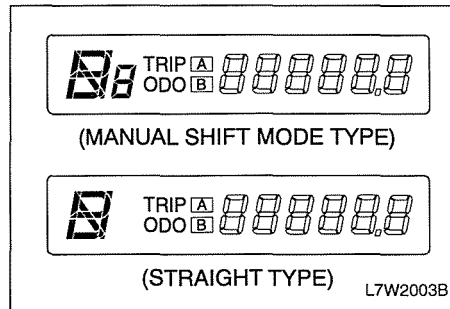 TRIP A
ODO B
(MANUAL SHIFT MODE TYPE)
TRIP A
ODO B
(STRAIGHT TYPE)
L7W2003B